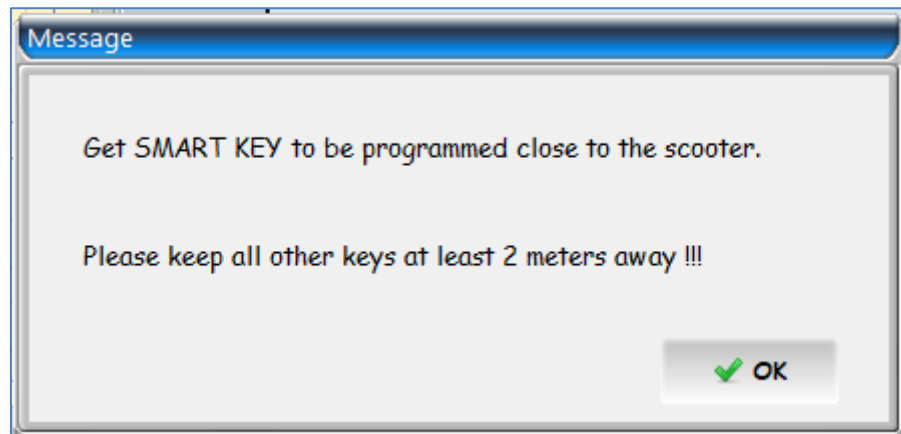 Message
Get SMART KEY to be programmed close to the scooter.
Please keep all other keys at least 2 meters away !!!
OK